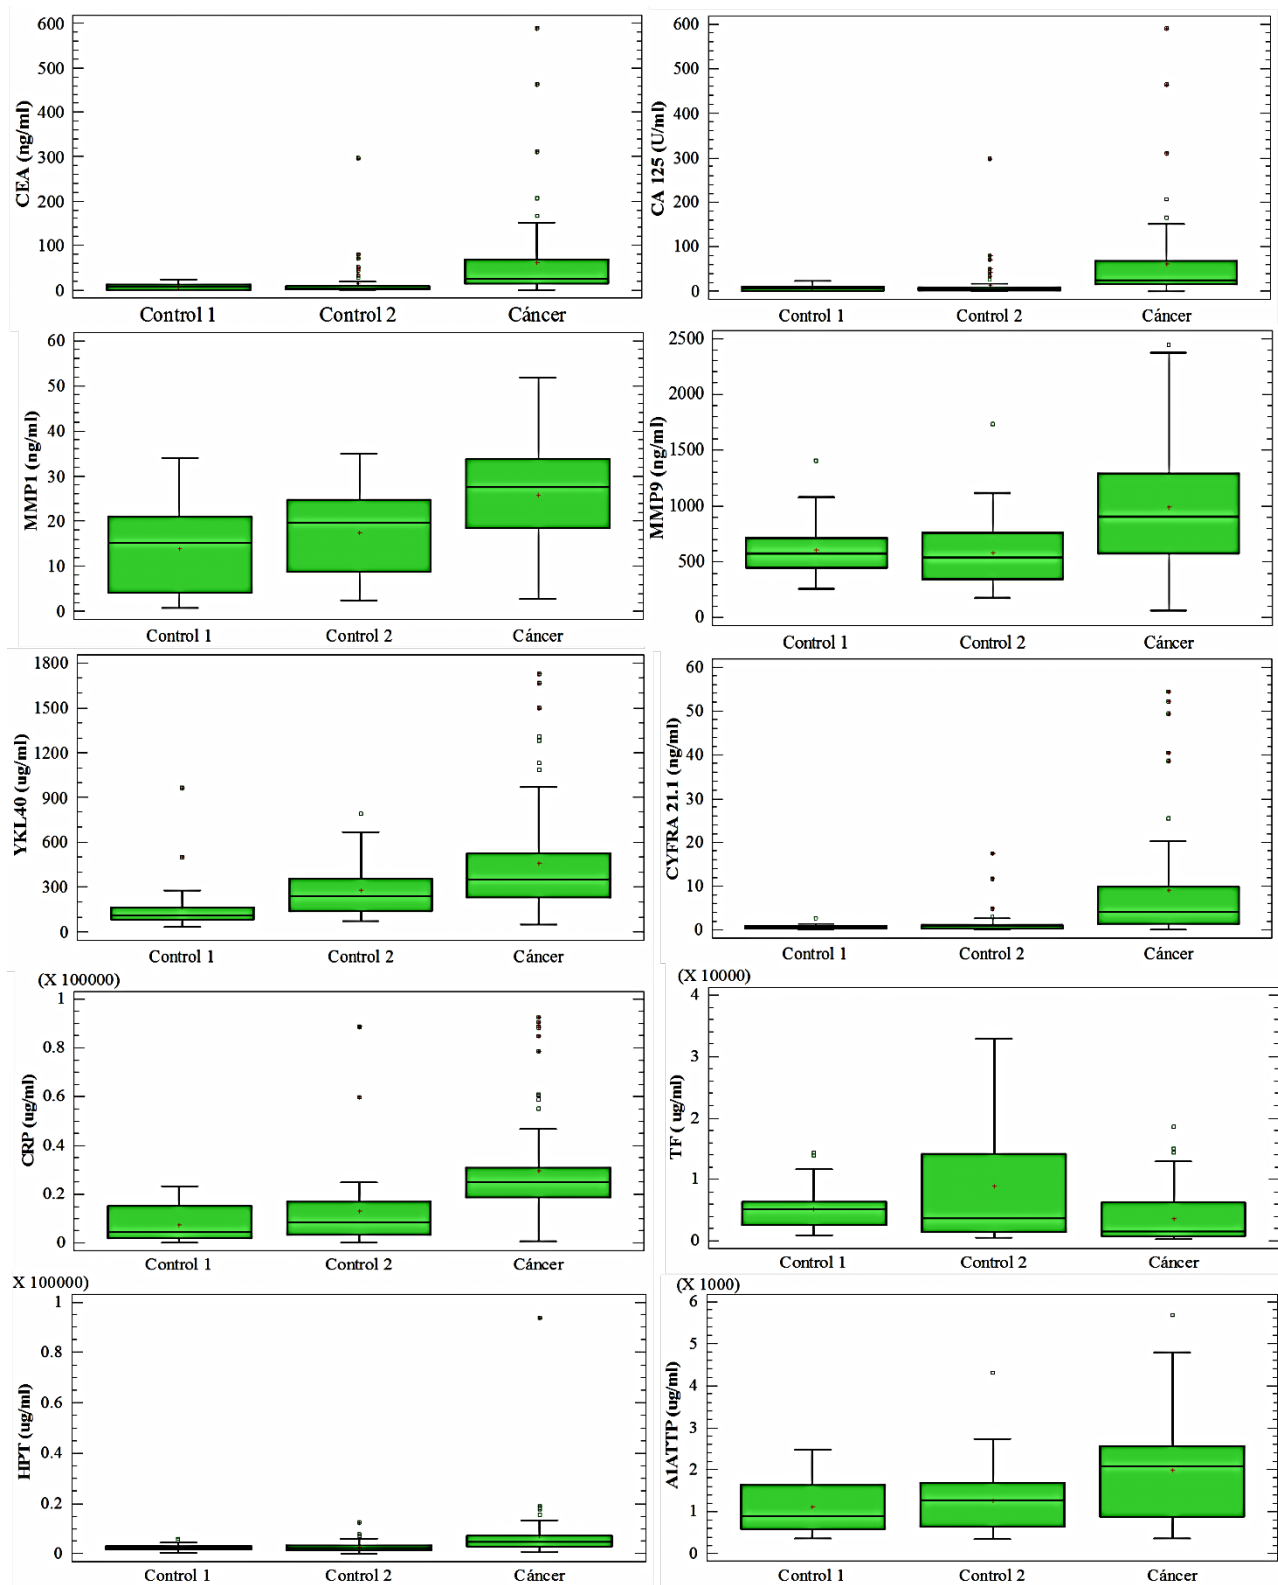 CEA (ng/ml)
600
500
400
300
200
100
0
Control 1
Control 2
Cáncer
CA 125 (U/ml)
600
500
400
300
200
100
0
Control 1
Control 2
Cáncer
MMP1 (ng/ml)
60
50
40
30
20
10
0
Control 1
Control 2
Cáncer
MMP9 (ng/ml)
2500
2000
1500
1000
500
0
Control 1
Control 2
Cáncer
YKL40 (ug/ml)
1800
1500
1200
900
600
300
0
Control 1
Control 2
Cáncer
CYFRA 21.1 (ng/ml)
60
50
40
30
20
10
0
Control 1
Control 2
Cáncer
(X 100000)
CRP (ug/ml)
1
0.8
0.6
0.4
0.2
0
Control 1
Control 2
Cáncer
(X 10000)
TF ( ug/ml)
4
3
2
1
0
Control 1
Control 2
Cáncer
X 100000)
HPT (ug/ml)
1
0.8
0.6
0.4
0.2
0
Control 1
Control 2
Cáncer
(X 1000)
A1ATTP (ug/ml)
6
5
4
3
2
1
0
Control 1
Control 2
Cáncer